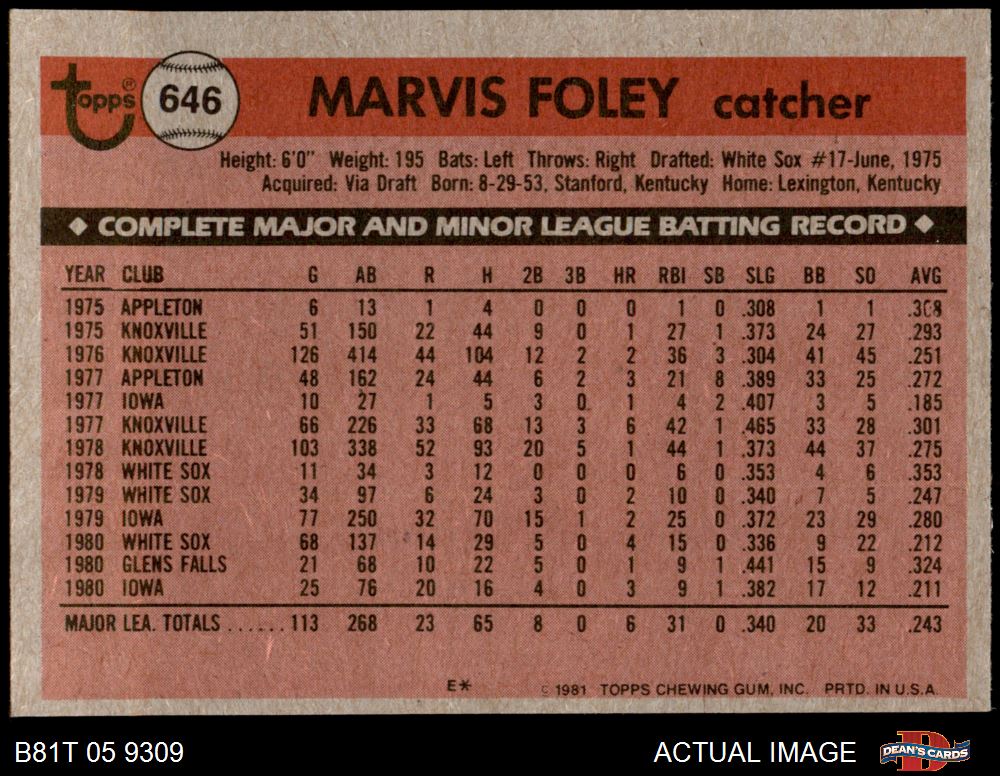 Topps® 646 MARVIS FOLEY catcher
Height: 6'0" Weight: 195 Bats: Left Throws: Right Drafted: White Sox #17-June, 1975
Acquired: Via Draft Born: 8-29-53, Stanford, Kentucky Home: Lexington, Kentucky
◆ COMPLETE MAJOR AND MINOR LEAGUE BATTING RECORD ◆
YEAR CLUB G AB R H 2B 3B HR RBI SB SLG BB SO AVG
1975 APPLETON 6 13 1 4 0 0 0 1 0 .308 1 1 .308
1975 KNOXVILLE 51 150 22 44 9 0 1 27 1 .373 24 27 .293
1976 KNOXVILLE 126 414 44 104 12 2 2 36 3 .304 41 45 .251
1977 APPLETON 48 162 24 44 6 2 3 21 8 .389 33 25 .272
1977 IOWA 10 27 1 5 3 0 1 4 2 .407 3 5 .185
1977 KNOXVILLE 66 226 33 68 13 3 6 42 1 .465 33 28 .301
1978 KNOXVILLE 103 338 52 93 20 5 1 44 1 .373 44 37 .275
1978 WHITE SOX 11 34 3 12 0 0 0 6 0 .353 4 6 .353
1979 WHITE SOX 34 97 6 24 3 0 2 10 0 .340 7 5 .247
1979 IOWA 77 250 32 70 15 1 2 25 0 .372 23 29 .280
1980 WHITE SOX 68 137 14 29 5 0 4 15 0 .336 9 22 .212
1980 GLENS FALLS 21 68 10 22 5 0 1 9 1 .441 15 9 .324
1980 IOWA 25 76 20 16 4 0 3 9 1 .382 17 12 .211
MAJOR LEA. TOTALS ...... 113 268 23 65 8 0 6 31 0 .340 20 33 .243
E* © 1981 TOPPS CHEWING GUM, INC. PRTD. IN U.S.A.
B81T 05 9309 ACTUAL IMAGE DEAN'S CARDS